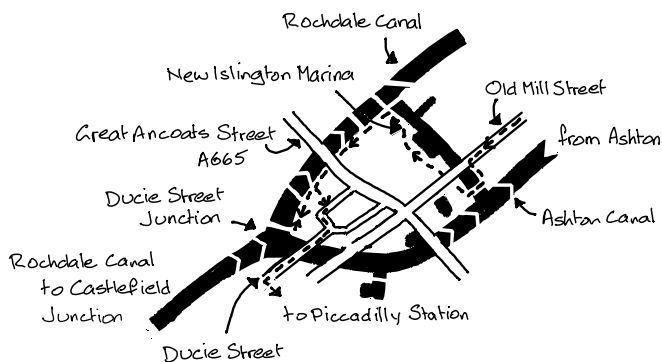 Rochdale Canal
New Islington Marina
Old Mill Street
Great Ancoats Street
A665
from Ashton
Ducie Street
Junction
Ashton Canal
Rochdale Canal
to Castlefield
Junction
to Piccadilly Station
Ducie Street